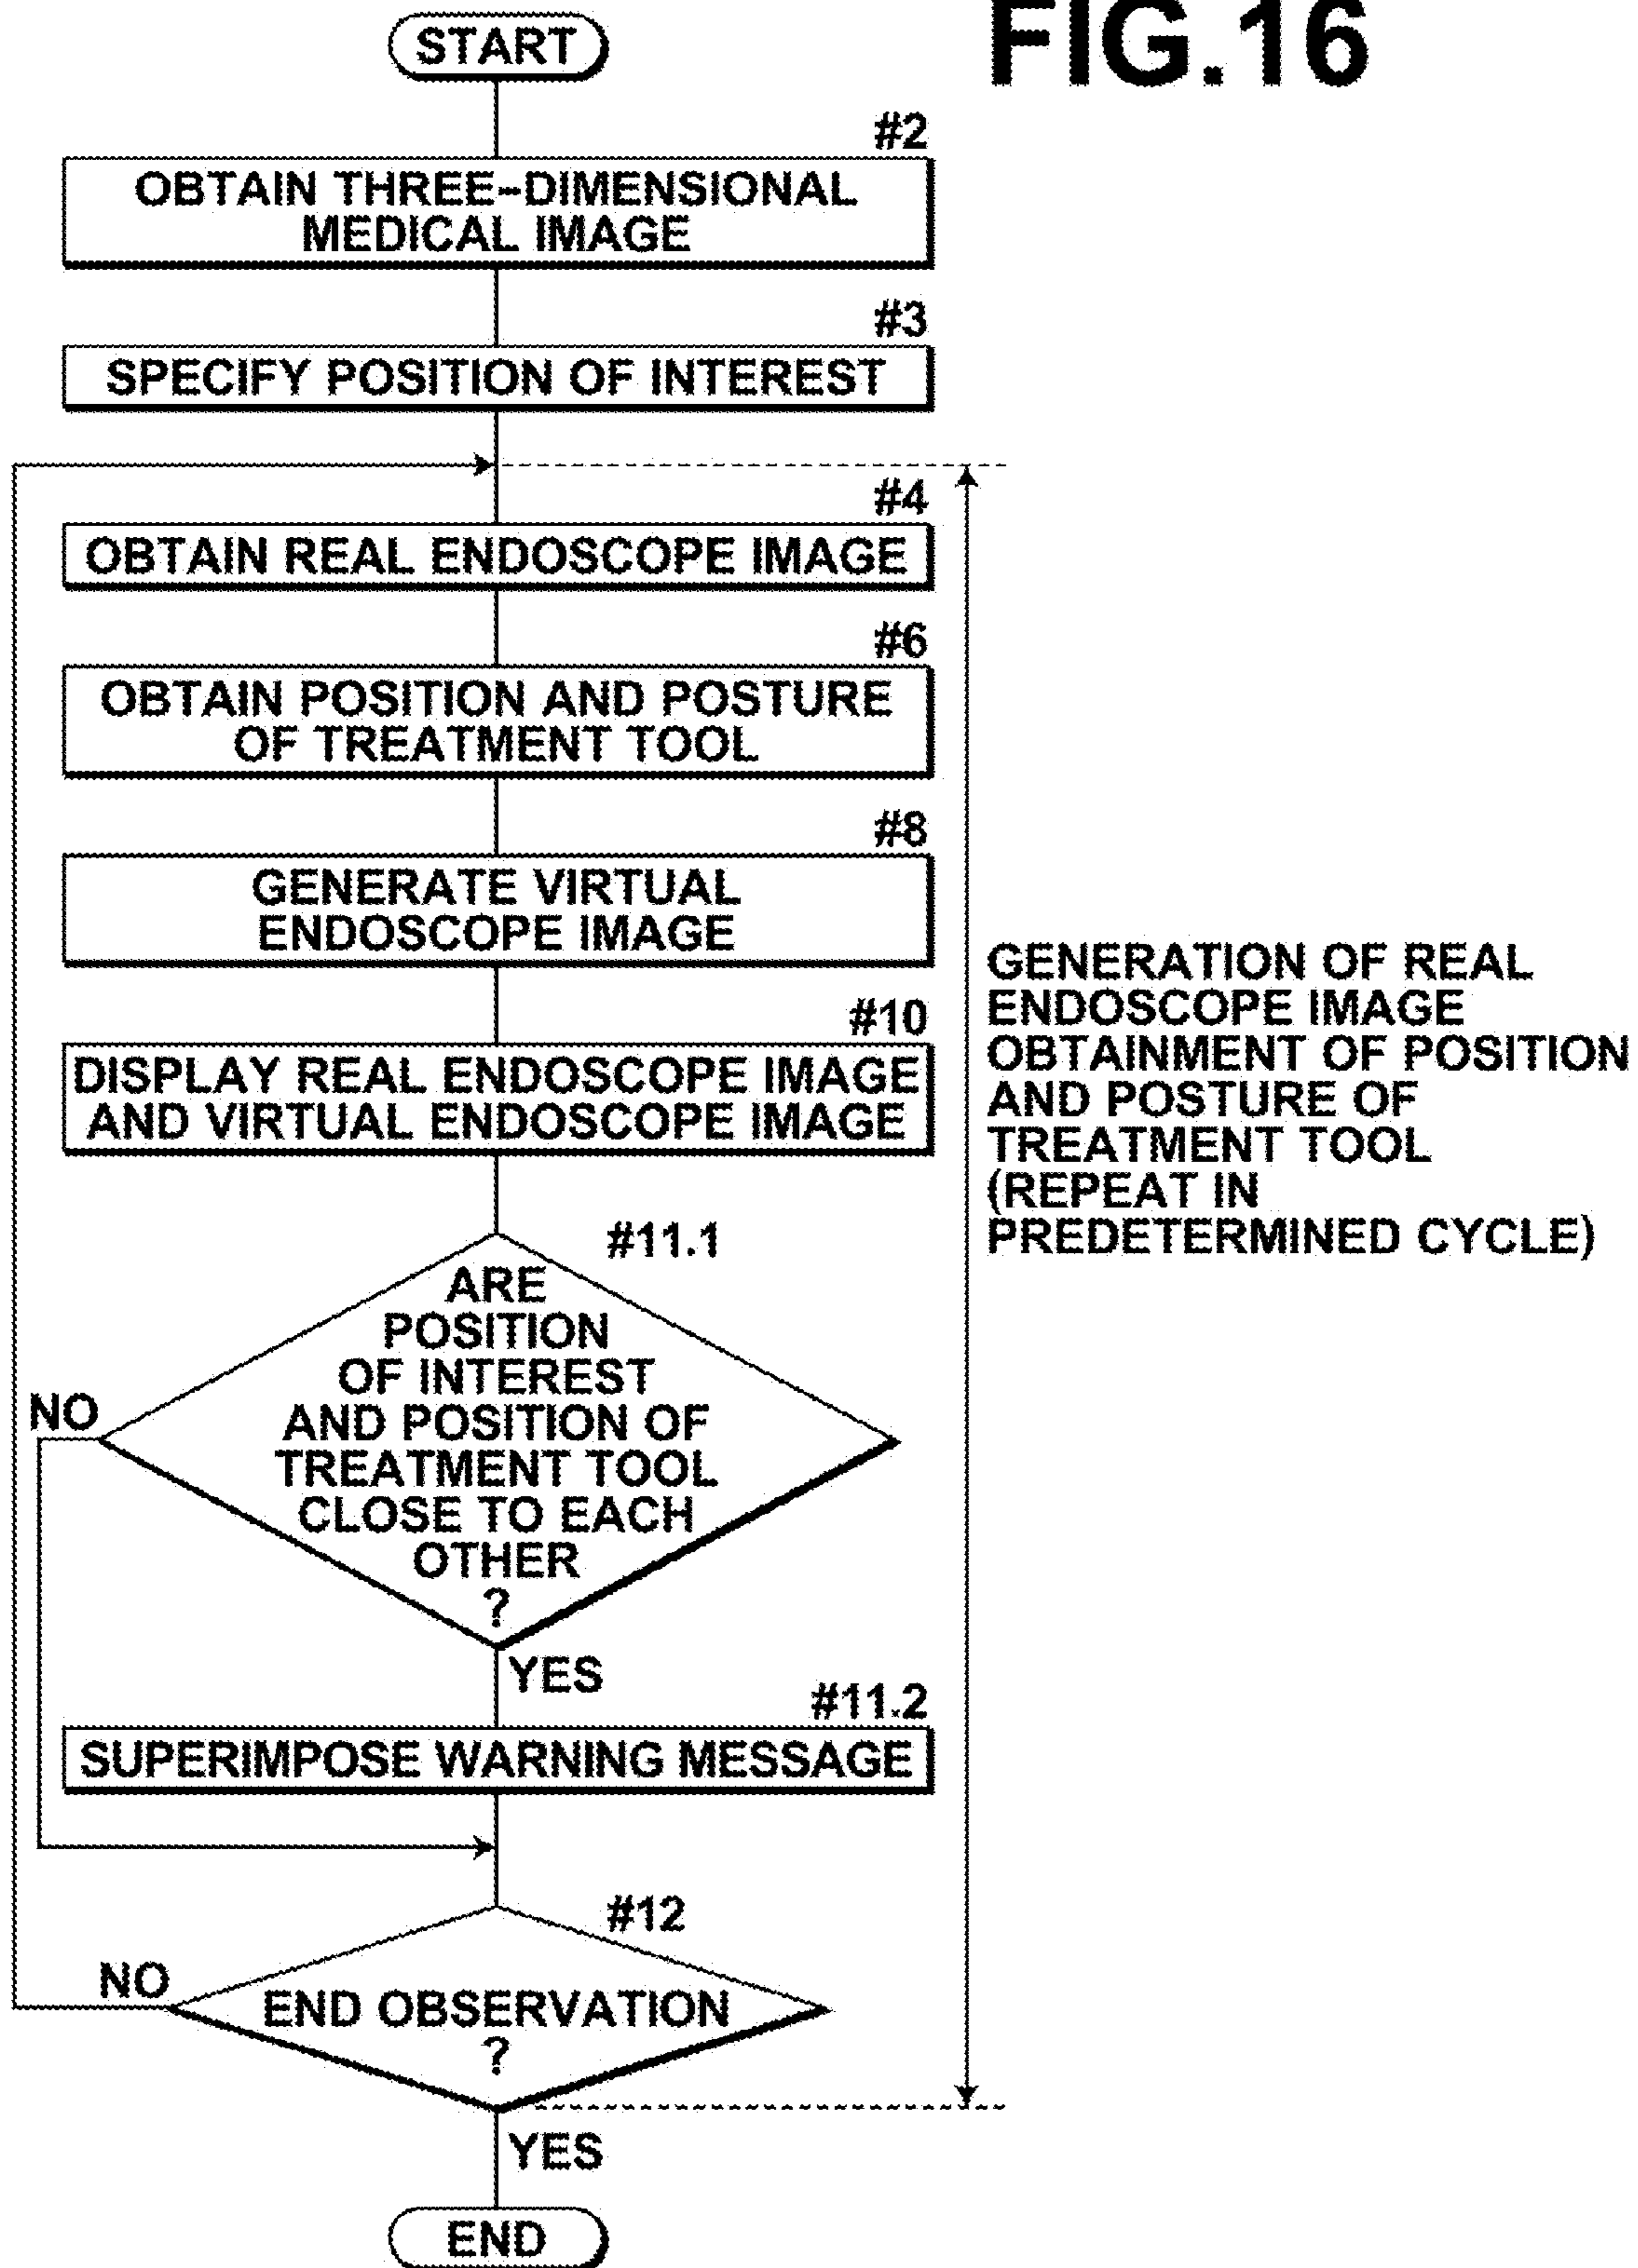 FIG.16
START
#2
OBTAIN THREE-DIMENSIONAL
MEDICAL IMAGE
#3
SPECIFY POSITION OF INTEREST
#4
OBTAIN REAL ENDOSCOPE IMAGE
#6
OBTAIN POSITION AND POSTURE
OF TREATMENT TOOL
#8
GENERATE VIRTUAL
ENDOSCOPE IMAGE
#10
DISPLAY REAL ENDOSCOPE IMAGE
AND VIRTUAL ENDOSCOPE IMAGE
GENERATION OF REAL
ENDOSCOPE IMAGE
OBTAINMENT OF POSITION
AND POSTURE OF
TREATMENT TOOL
(REPEAT IN
PREDETERMINED CYCLE)
#11.1
ARE
POSITION
OF INTEREST
AND POSITION OF
TREATMENT TOOL
CLOSE TO EACH
OTHER
?
NO
YES
#11.2
SUPERIMPOSE WARNING MESSAGE
#12
NO
END OBSERVATION
?
YES
END